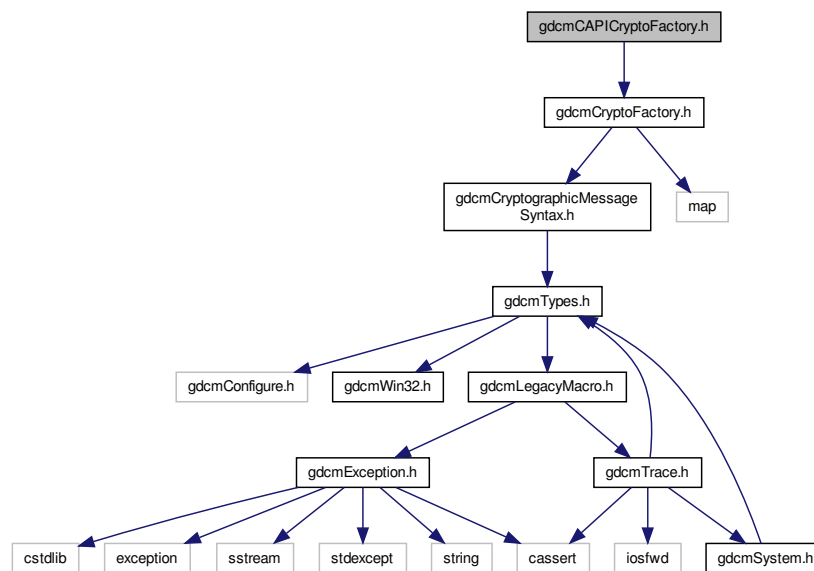 gdcmCAPICryptoFactory.h
gdcmCryptoFactory.h
gdcmCryptographicMessage
Syntax.h
map
gdcmTypes.h
gdcmConfigure.h
gdcmWin32.h
gdcmLegacyMacro.h
gdcmException.h
gdcmTrace.h
cstdlib
exception
sstream
stdexcept
string
cassert
iosfwd
gdcmSystem.h